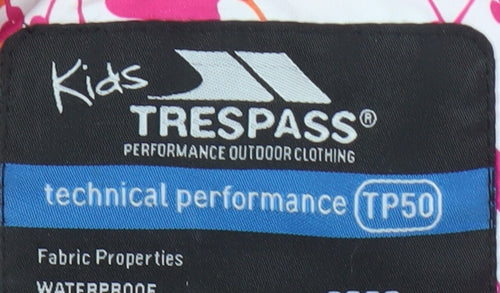 Kids
TRESPASS®
PERFORMANCE OUTDOOR CLOTHING
technical performance TP50
Fabric Properties
WATERPROOF